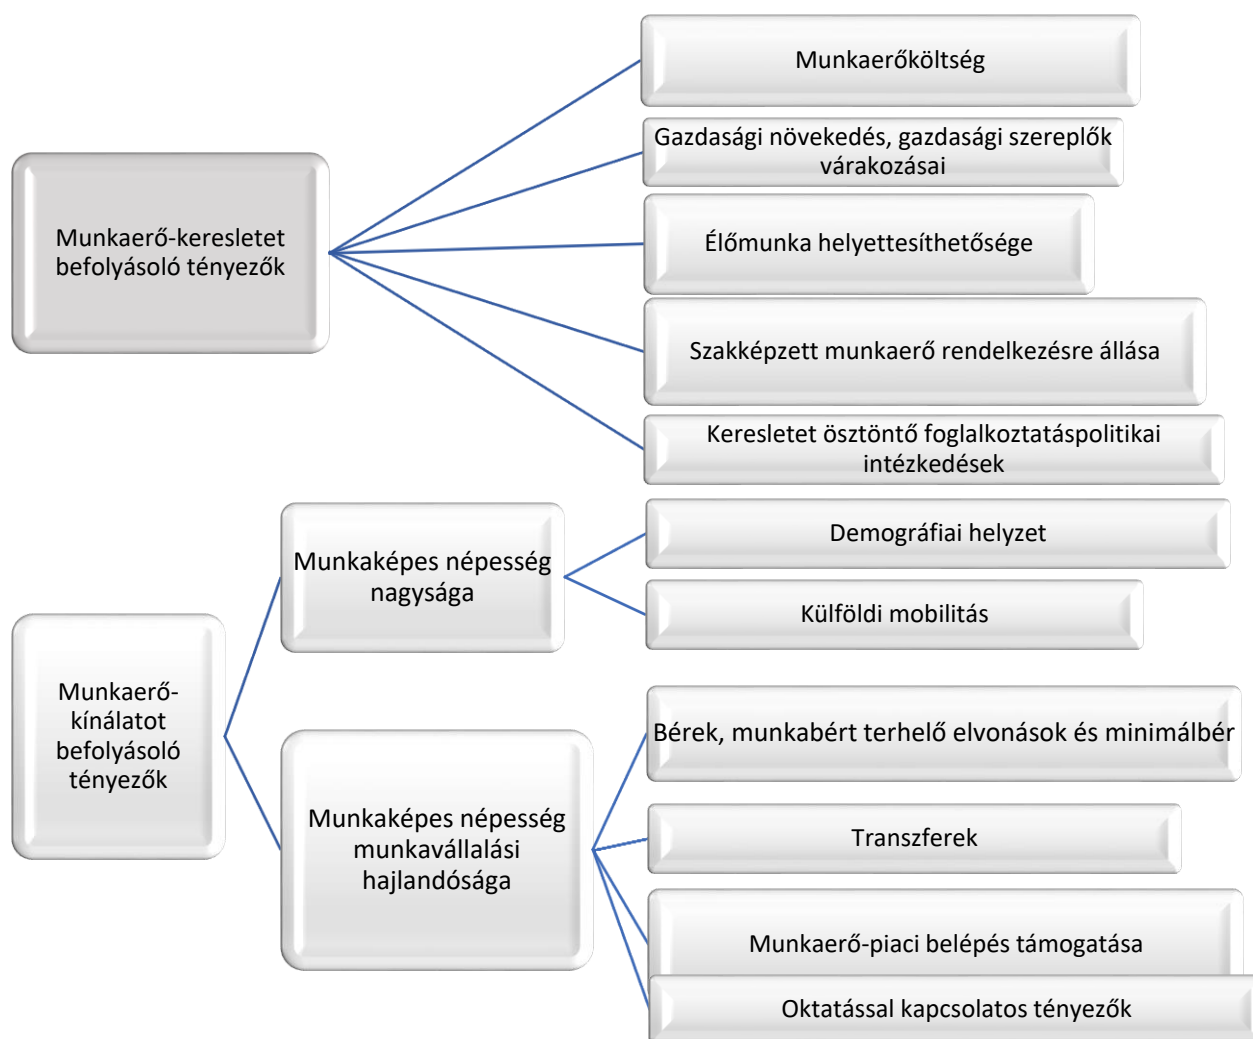 Munkaerő-keresletet
befolyásoló tényezők
Munkaerőköltség
Gazdasági növekedés, gazdasági szereplők
várakozásai
Élőmunka helyettesíthetősége
Szakképzett munkaerő rendelkezésre állása
Keresletet ösztöntő foglalkoztatáspolitikai
intézkedések
Munkaerő-
kínálatot
befolyásoló
tényezők
Munkaképes népesség
nagysága
Demográfiai helyzet
Külföldi mobilitás
Munkaképes népesség
munkavállalási
hajlandósága
Bérek, munkabért terhelő elvonások és minimálbér
Transzferek
Munkaerő-piaci belépés támogatása
Oktatással kapcsolatos tényezők